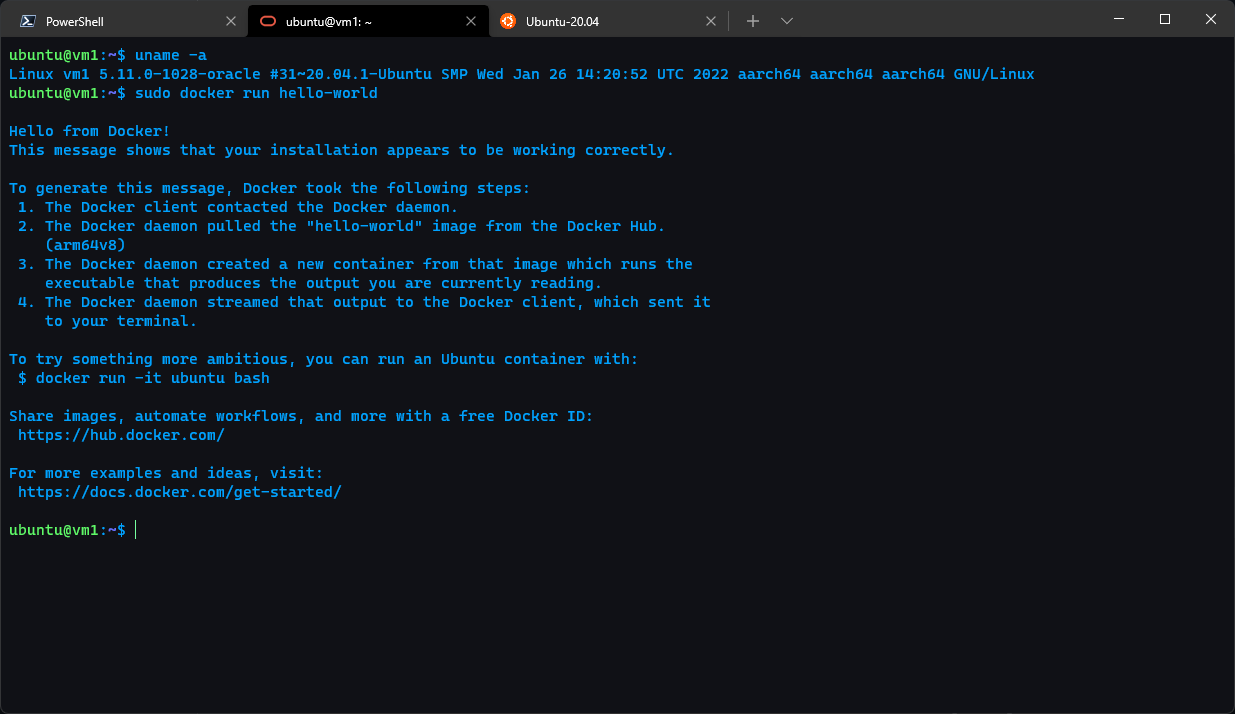 PowerShell
ubuntu@vm1: ~
Ubuntu-20.04
ubuntu@vm1:~$ uname -a
Linux vm1 5.11.0-1028-oracle #31~20.04.1-Ubuntu SMP Wed Jan 26 14:20:52 UTC 2022 aarch64 aarch64 aarch64 GNU/Linux
ubuntu@vm1:~$ sudo docker run hello-world
Hello from Docker!
This message shows that your installation appears to be working correctly.
To generate this message, Docker took the following steps:
1. The Docker client contacted the Docker daemon.
2. The Docker daemon pulled the "hello-world" image from the Docker Hub.
(arm64v8)
3. The Docker daemon created a new container from that image which runs the
executable that produces the output you are currently reading.
4. The Docker daemon streamed that output to the Docker client, which sent it
to your terminal.
To try something more ambitious, you can run an Ubuntu container with:
$ docker run -it ubuntu bash
Share images, automate workflows, and more with a free Docker ID:
https://hub.docker.com/
For more examples and ideas, visit:
https://docs.docker.com/get-started/
ubuntu@vm1:~$